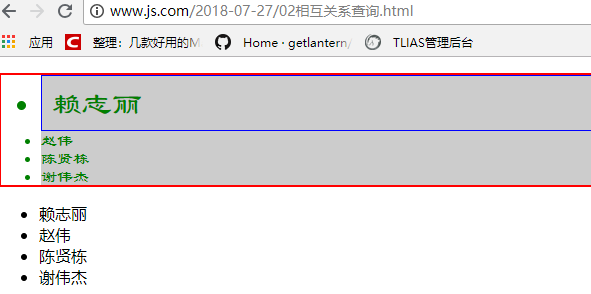 www.js.com/2018-07-27/02相互关系查询.html
应用 整理：几款好用的M Home · getlantern/ TLIAS管理后台
赖志丽
赵伟
陈贤栋
谢伟杰
赖志丽
赵伟
陈贤栋
谢伟杰